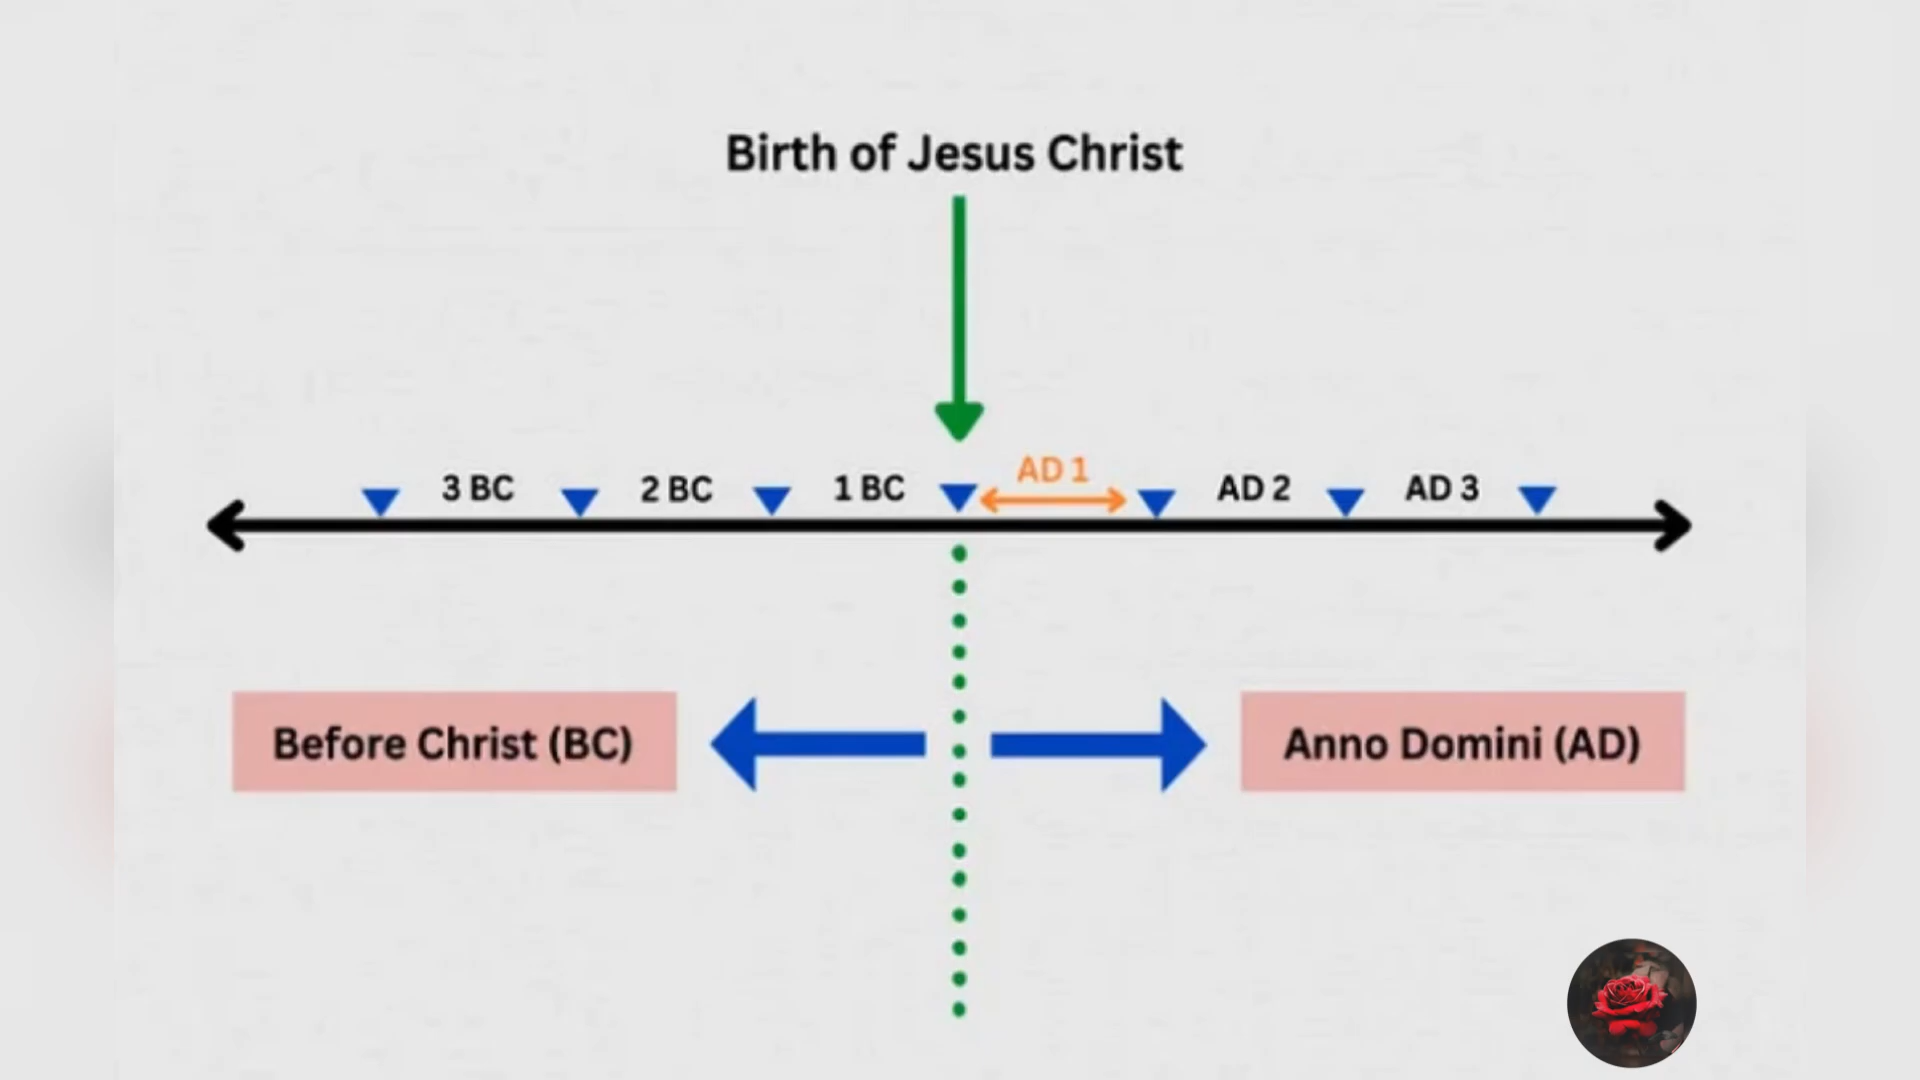 Birth of Jesus Christ
3 BC
2 BC
1 BC
AD 1
AD 2
AD 3
Before Christ (BC)
Anno Domini (AD)